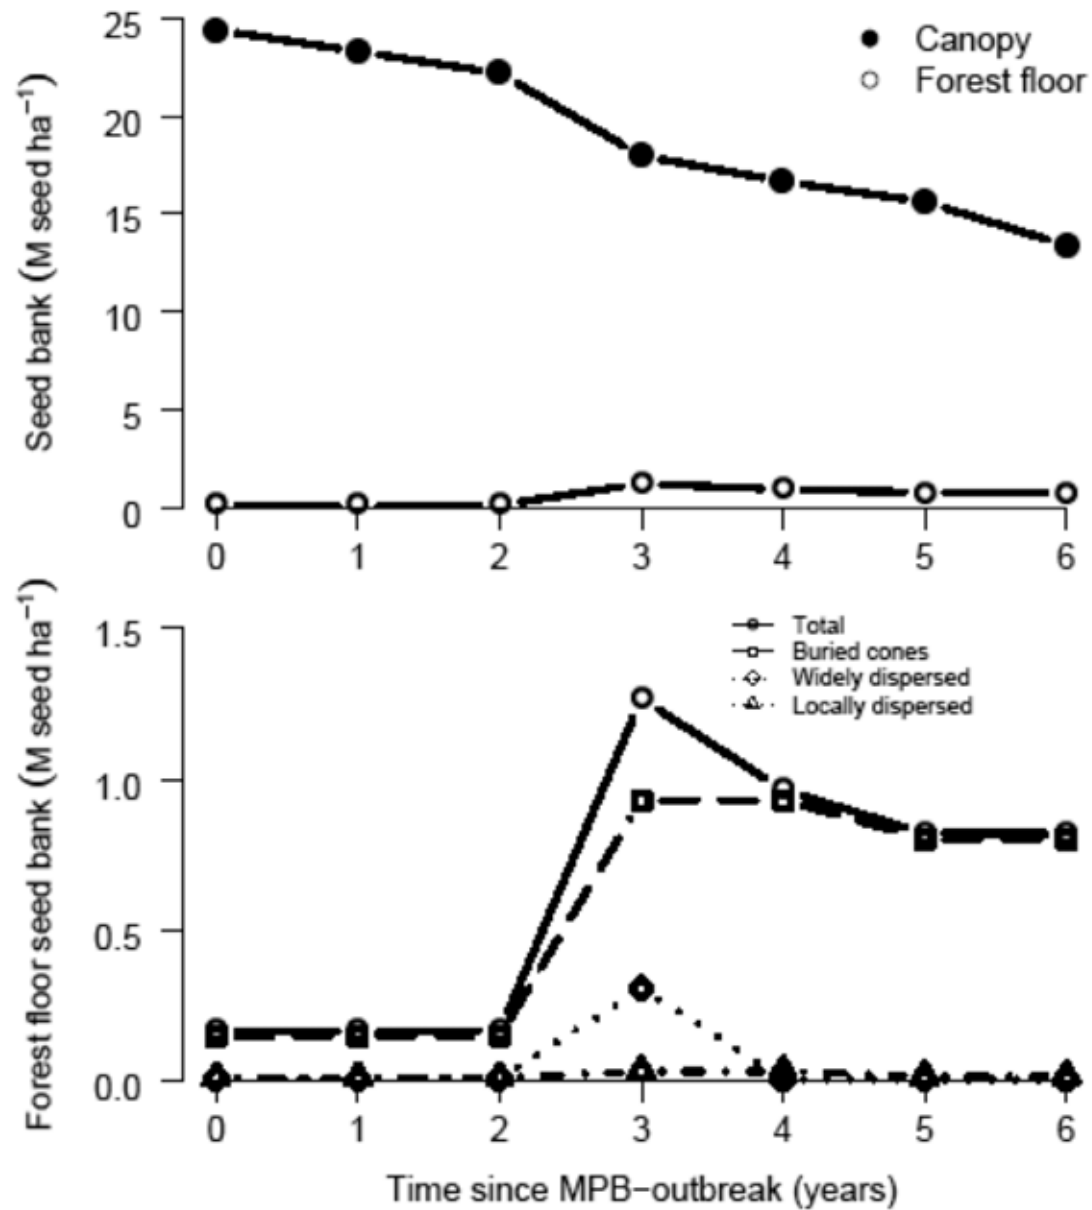 25
20
15
10
5
0
Seed bank (M seed ha⁻¹)
Canopy
Forest floor
0 1 2 3 4 5 6
1.5
1.0
0.5
0.0
Forest floor seed bank (M seed ha⁻¹)
Total
Buried cones
Widely dispersed
Locally dispersed
0 1 2 3 4 5 6
Time since MPB−outbreak (years)